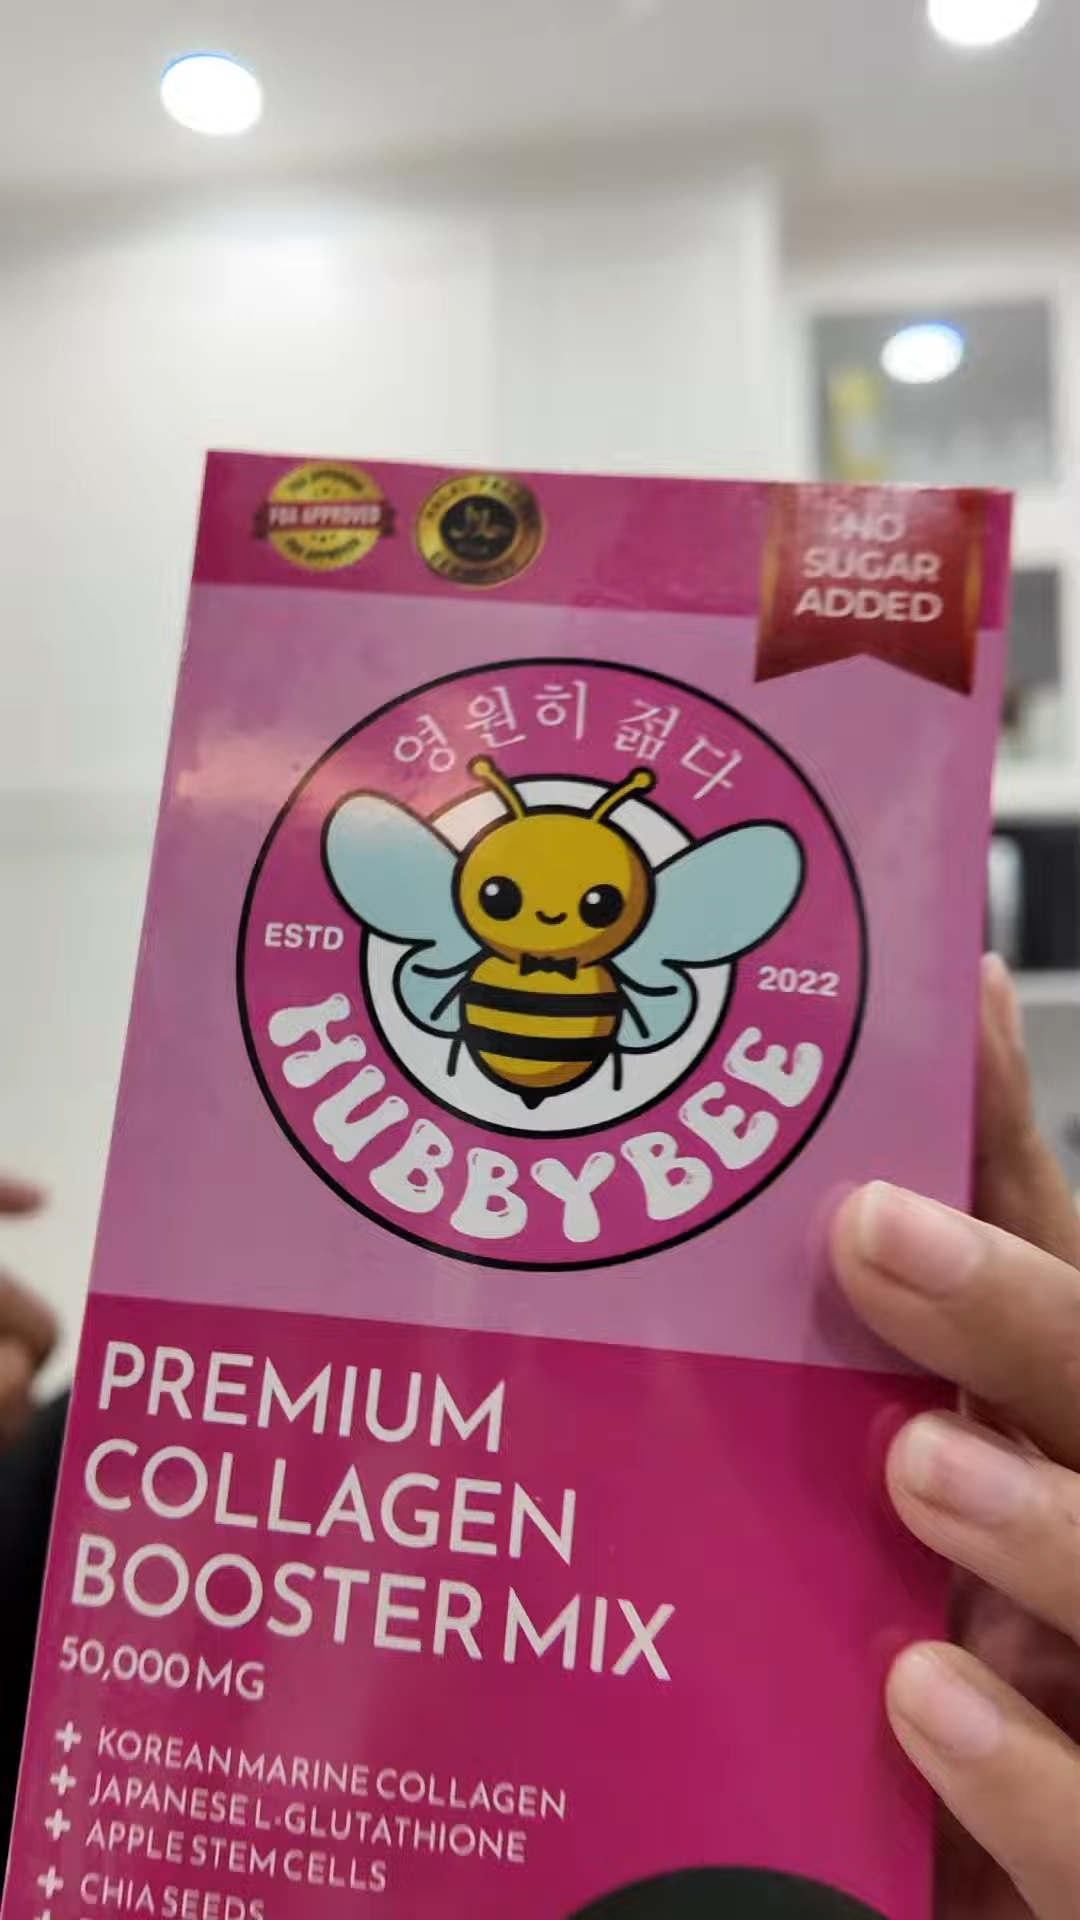 FDA APPROVED
NO
SUGAR
ADDED
영원히 젊다
ESTD
2022
HUBBYBEE
PREMIUM
COLLAGEN
BOOSTER MIX
50,000 MG
+ KOREAN MARINE COLLAGEN
+ JAPANESE L-GLUTATHIONE
+ APPLE STEM CELLS
+ CHIA SEEDS